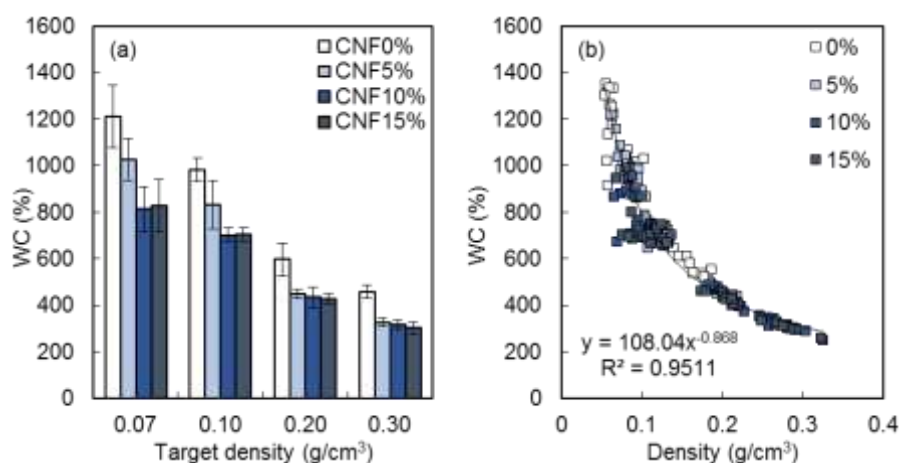 (a)
CNF0%
CNF5%
CNF10%
CNF15%
1600
1400
1200
1000
800
600
400
200
0
WC (%)
0.07 0.10 0.20 0.30
Target density (g/cm³)
(b)
0%
5%
10%
15%
1600
1400
1200
1000
800
600
400
200
0
WC (%)
y = 108.04x⁻⁰·⁸⁶⁸
R² = 0.9511
0 0.1 0.2 0.3 0.4
Density (g/cm³)